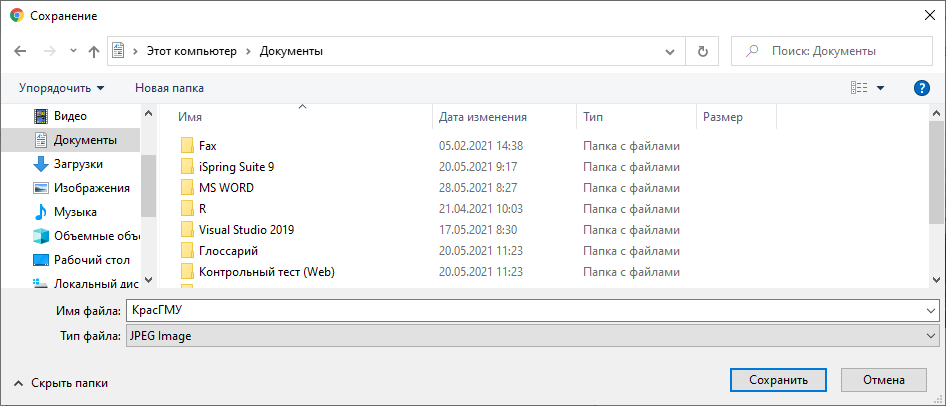 Сохранение
Этот компьютер Документы
Поиск: Документы
Упорядочить Новая папка
Видео
Документы
Загрузки
Изображения
Музыка
Объемные объ
Рабочий стол
Локальный дис
Имя Дата изменения Тип Размер
Fax 05.02.2021 14:38 Папка с файлами
iSpring Suite 9 20.05.2021 9:17 Папка с файлами
MS WORD 28.05.2021 8:27 Папка с файлами
R 21.04.2021 10:03 Папка с файлами
Visual Studio 2019 17.05.2021 8:30 Папка с файлами
Глоссарий 20.05.2021 11:23 Папка с файлами
Контрольный тест (Web) 20.05.2021 11:23 Папка с файлами
Имя файла: КрасГМУ
Тип файла: JPEG Image
Скрыть папки
Сохранить Отмена